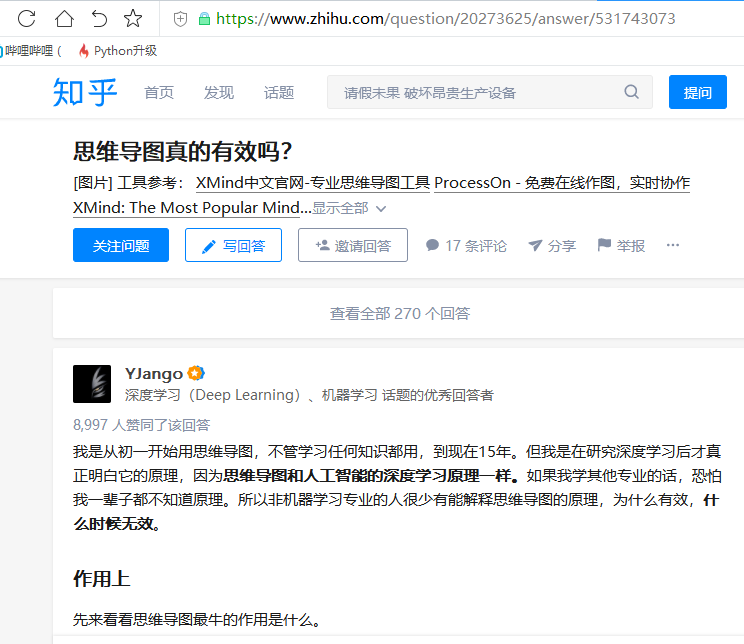 https://www.zhihu.com/question/20273625/answer/531743073
哔哩哔哩 ( Python升级
知乎 首页 发现 话题 请假未果 破坏昂贵生产设备 提问
思维导图真的有效吗？
[图片] 工具参考： XMind中文官网-专业思维导图工具 ProcessOn - 免费在线作图，实时协作
XMind: The Most Popular Mind...显示全部
关注问题 写回答 邀请回答 17 条评论 分享 举报 ...
查看全部 270 个回答
YJango
深度学习（Deep Learning）、机器学习 话题的优秀回答者
8,997 人赞同了该回答
我是从初一开始用思维导图，不管学习任何知识都用，到现在15年。但我是在研究深度学习后才真
正明白它的原理，因为思维导图和人工智能的深度学习原理一样。如果我学其他专业的话，恐怕
我一辈子都不知道原理。所以非机器学习专业的人很少有能解释思维导图的原理，为什么有效，什
么时候无效。
作用上
先来看看思维导图最牛的作用是什么。